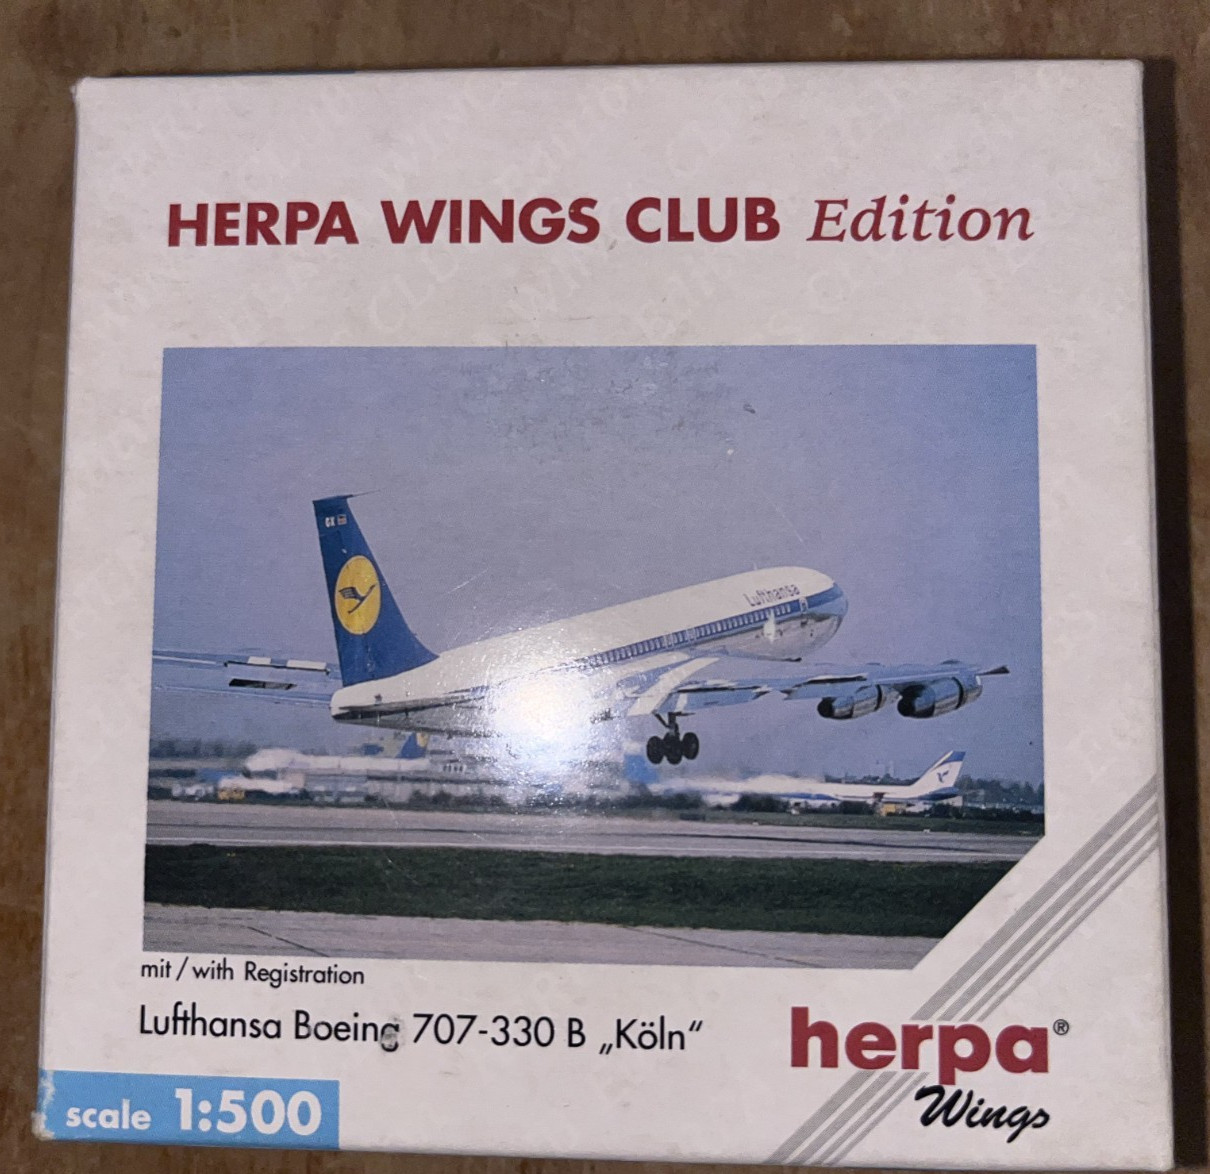 HERPA WINGS CLUB Edition
Lufthansa
mit / with Registration
Lufthansa Boeing 707-330 B „Köln“
herpa®
Wings
scale 1:500